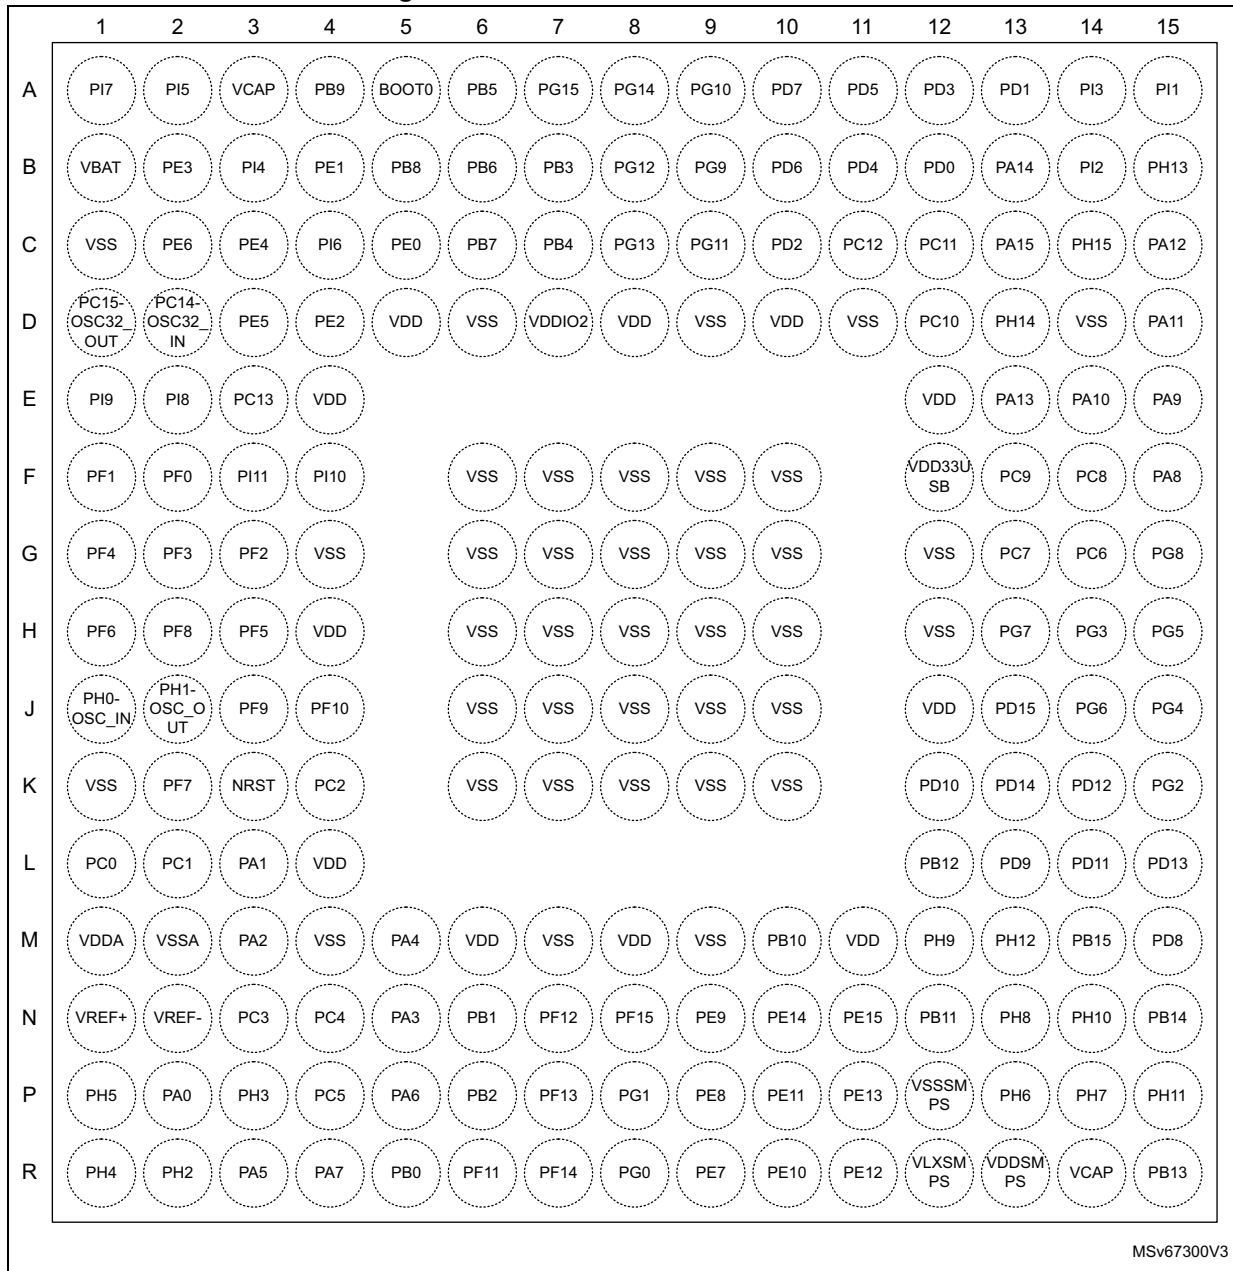 1 2 3 4 5 6 7 8 9 10 11 12 13 14 15
A PI7 PI5 VCAP PB9 BOOT0 PB5 PG15 PG14 PG10 PD7 PD5 PD3 PD1 PI3 PI1
B VBAT PE3 PI4 PE1 PB8 PB6 PB3 PG12 PG9 PD6 PD4 PD0 PA14 PI2 PH13
C VSS PE6 PE4 PI6 PE0 PB7 PB4 PG13 PG11 PD2 PC12 PC11 PA15 PH15 PA12
D PC15-OSC32_OUT PC14-OSC32_IN PE5 PE2 VDD VSS VDDIO2 VDD VSS VDD VSS PC10 PH14 VSS PA11
E PI9 PI8 PC13 VDD VDD PA13 PA10 PA9
F PF1 PF0 PI11 PI10 VSS VSS VSS VSS VSS VDD33USB PC9 PC8 PA8
G PF4 PF3 PF2 VSS VSS VSS VSS VSS VSS VSS PC7 PC6 PG8
H PF6 PF8 PF5 VDD VSS VSS VSS VSS VSS VSS PG7 PG3 PG5
J PH0-OSC_IN PH1-OSC_OUT PF9 PF10 VSS VSS VSS VSS VSS VDD PD15 PG6 PG4
K VSS PF7 NRST PC2 VSS VSS VSS VSS VSS PD10 PD14 PD12 PG2
L PC0 PC1 PA1 VDD PB12 PD9 PD11 PD13
M VDDA VSSA PA2 VSS PA4 VDD VSS VDD VSS PB10 VDD PH9 PH12 PB15 PD8
N VREF+ VREF- PC3 PC4 PA3 PB1 PF12 PF15 PE9 PE14 PE15 PB11 PH8 PH10 PB14
P PH5 PA0 PH3 PC5 PA6 PB2 PF13 PG1 PE8 PE11 PE13 VSSSMPS PH6 PH7 PH11
R PH4 PH2 PA5 PA7 PB0 PF11 PF14 PG0 PE7 PE10 PE12 VLXSMPS VDDSMPS VCAP PB13
MSv67300V3